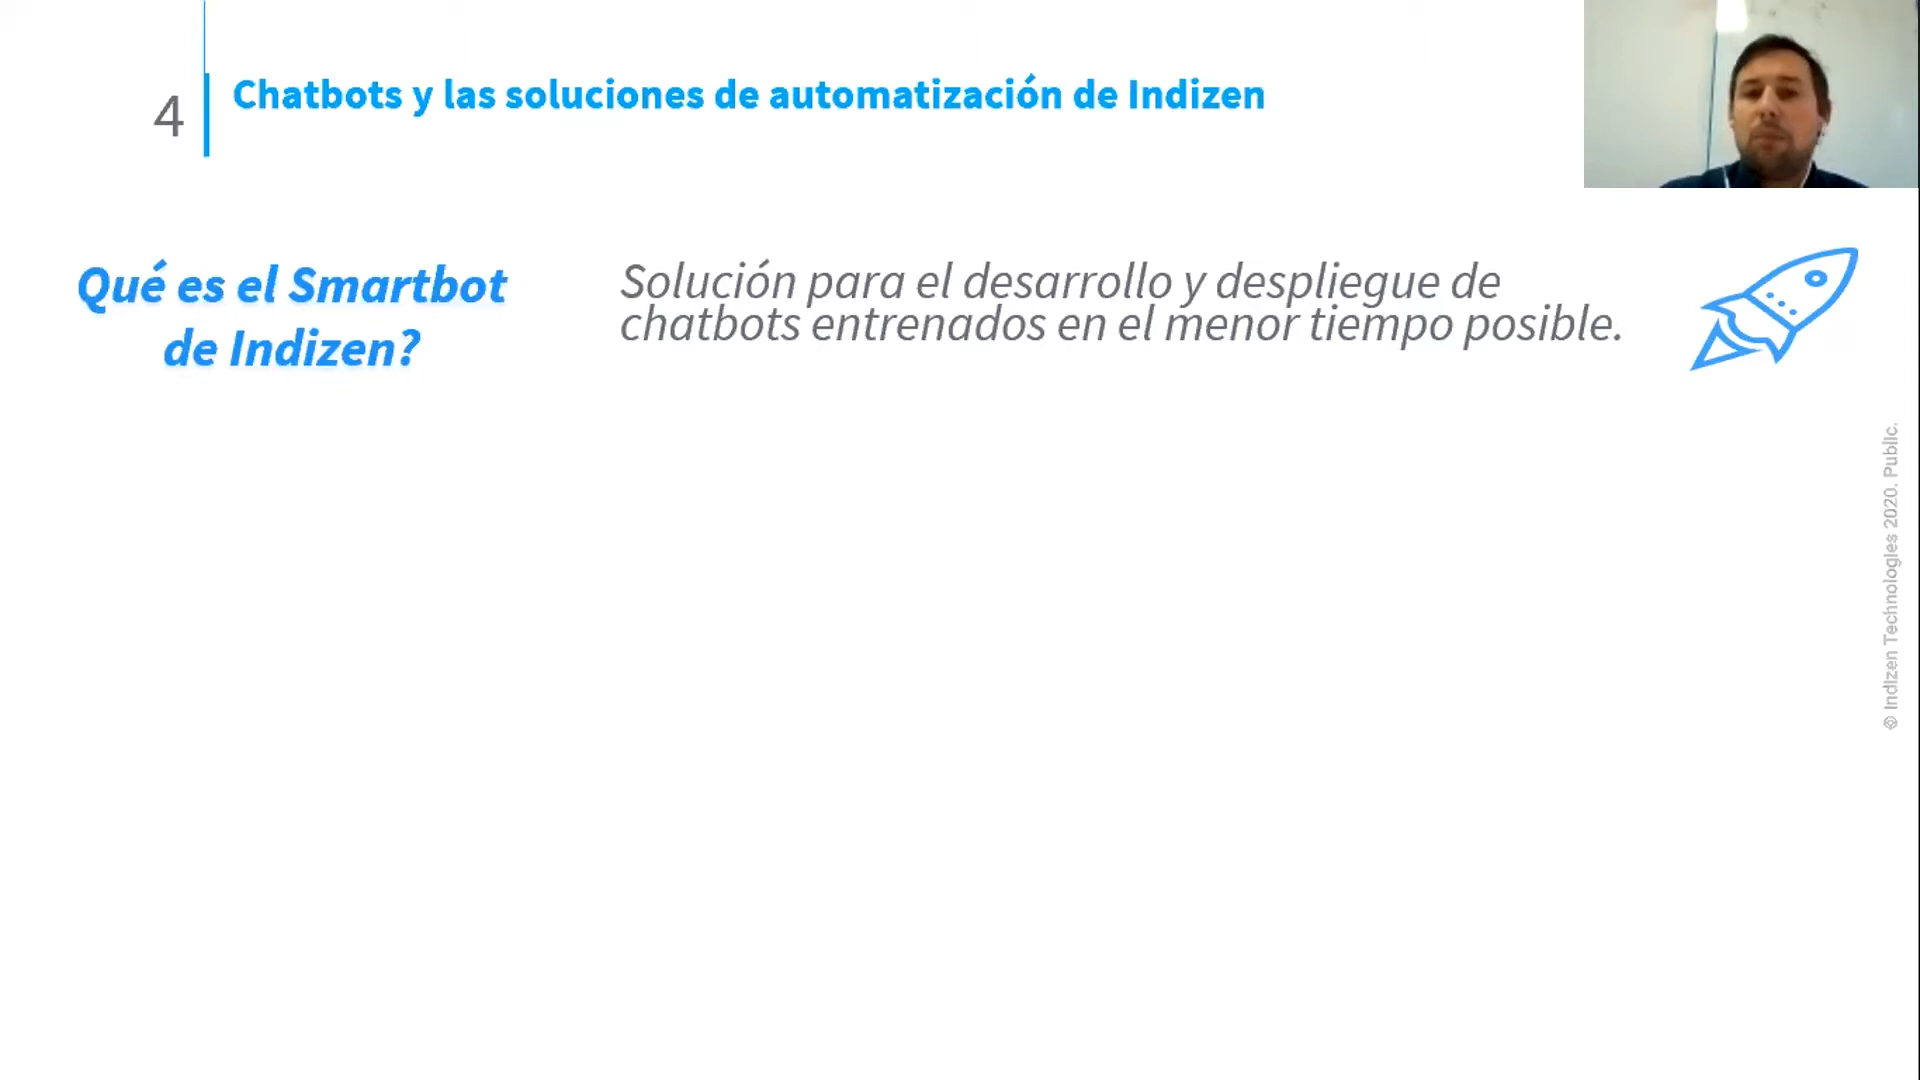 4
Chatbots y las soluciones de automatización de Indizen
Qué es el Smartbot
de Indizen?
Solución para el desarrollo y despliegue de
chatbots entrenados en el menor tiempo posible.
© Indizen Technologies 2020. Public.